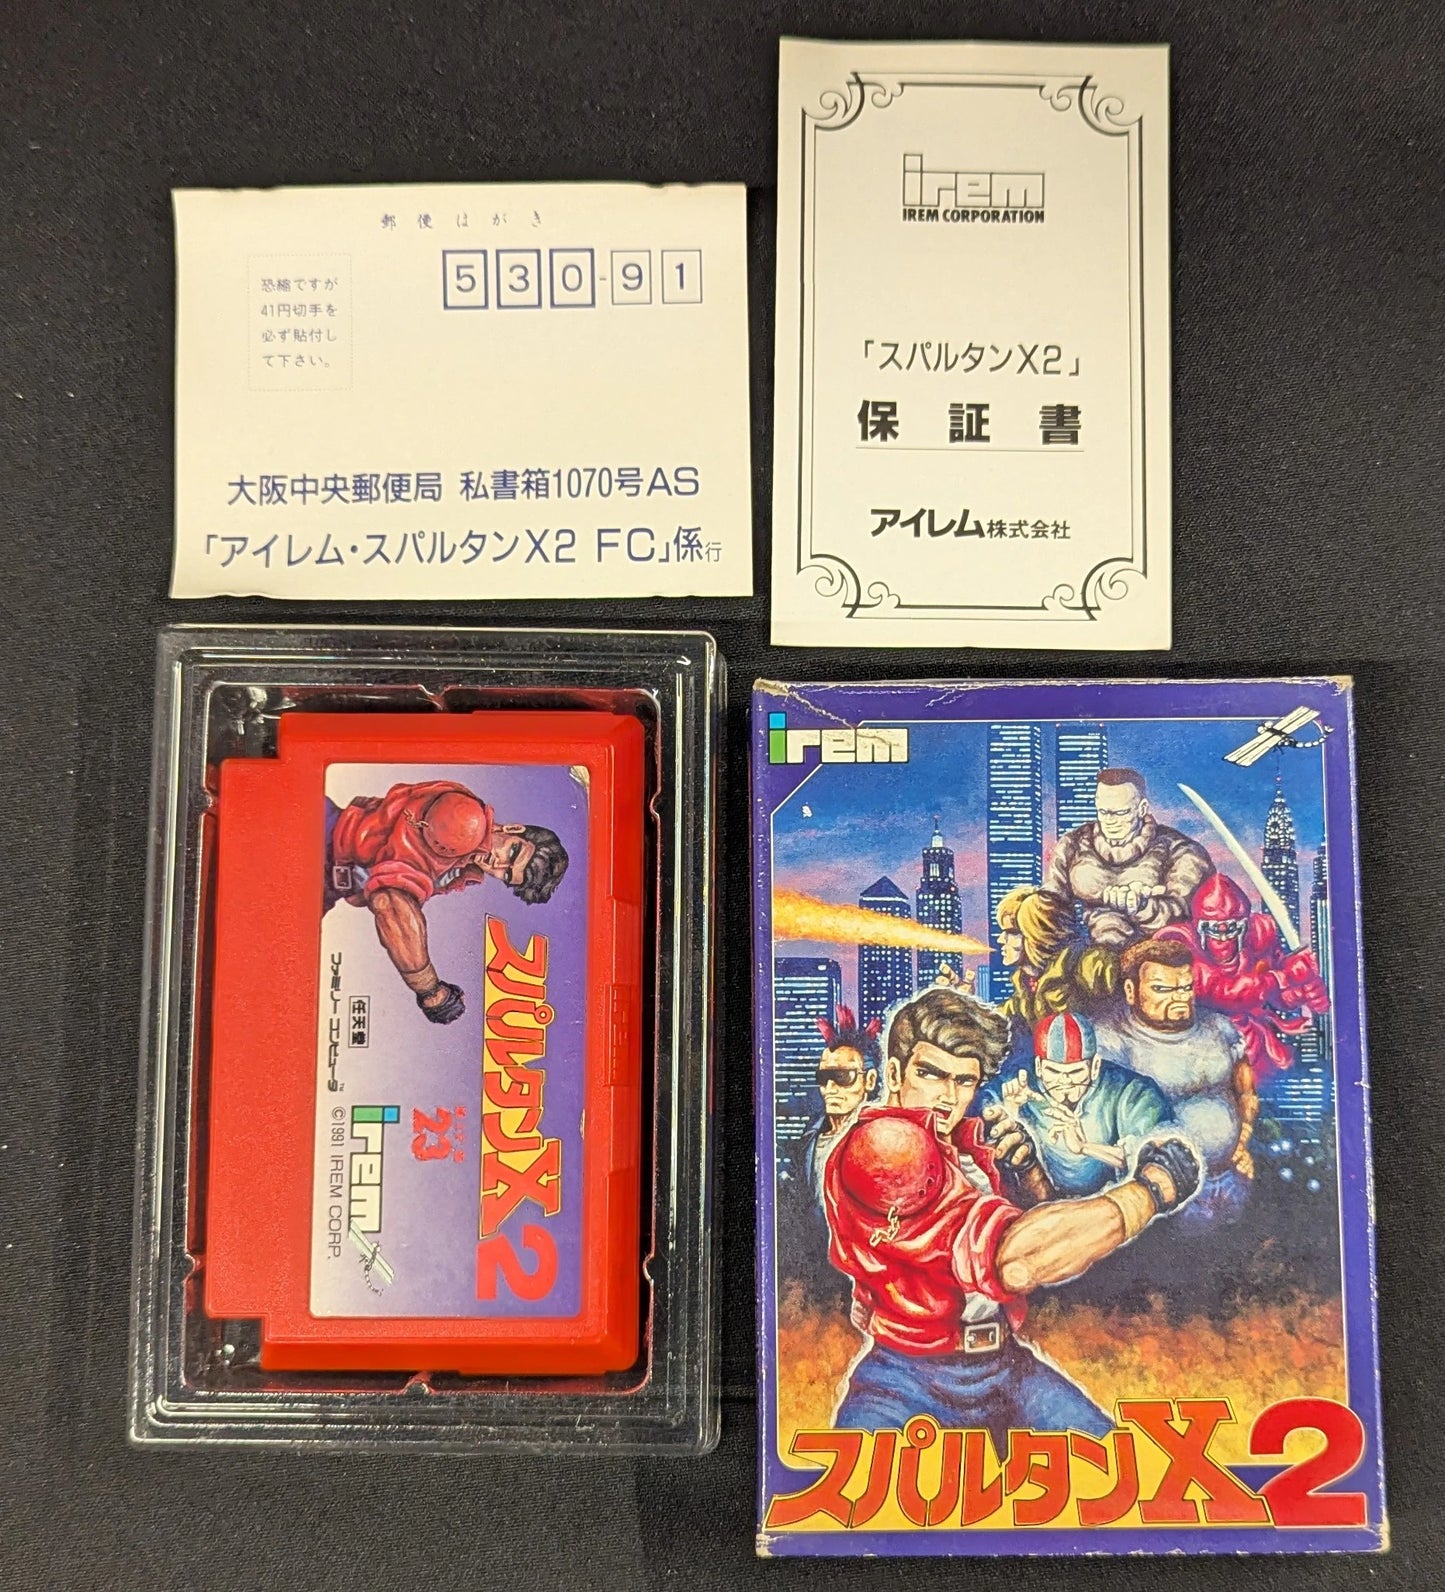 郵便はがき
恐縮ですが
41円切手を
必ず貼付し
て下さい。
530-91
大阪中央郵便局 私書箱1070号AS
「アイレム・スパルタンX2 FC」係行
irem
IREM CORPORATION
「スパルタンX2」
保証書
アイレム株式会社
スパルタンX2
23
irem
任天堂
ファミリーコンピュータ™
©1991 IREM CORP.
irem
irem
スパルタンX2